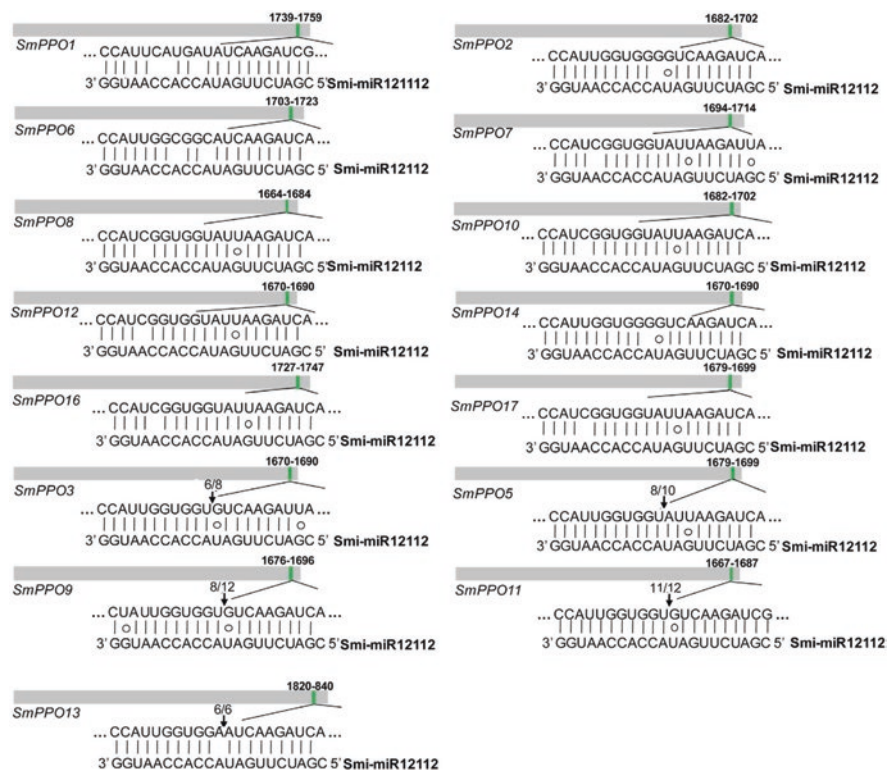 1739-1759
SmPPO1
... CCAUUCAUGAUAUCAAGAUCG ...
3' GGUAACCACCAUAGUUCUAGC 5' Smi-miR121112
1682-1702
SmPPO2
... CCAUUGGUGGGGUCAAGAUCA ...
3' GGUAACCACCAUAGUUCUAGC 5' Smi-miR12112
1703-1723
SmPPO6
... CCAUUGGCGGCAUCAAGAUCA ...
3' GGUAACCACCAUAGUUCUAGC 5' Smi-miR12112
1694-1714
SmPPO7
... CCAUCGGUGGUAUUAAGAUUA ...
3' GGUAACCACCAUAGUUCUAGC 5' Smi-miR12112
1664-1684
SmPPO8
... CCAUCGGUGGUAUUAAGAUCA ...
3' GGUAACCACCAUAGUUCUAGC 5' Smi-miR12112
1682-1702
SmPPO10
... CCAUCGGUGGUAUUAAGAUCA ...
3' GGUAACCACCAUAGUUCUAGC 5' Smi-miR12112
1670-1690
SmPPO12
... CCAUCGGUGGUAUUAAGAUCA ...
3' GGUAACCACCAUAGUUCUAGC 5' Smi-miR12112
1670-1690
SmPPO14
... CCAUUGGUGGGGUCAAGAUCA ...
3' GGUAACCACCAUAGUUCUAGC 5' Smi-miR12112
1727-1747
SmPPO16
... CCAUCGGUGGUAUUAAGAUCA ...
3' GGUAACCACCAUAGUUCUAGC 5' Smi-miR12112
1679-1699
SmPPO17
... CCAUCGGUGGUAUUAAGAUCA ...
3' GGUAACCACCAUAGUUCUAGC 5' Smi-miR12112
1670-1690
SmPPO3
6/8
... CCAUUGGUGGUGUCAAGAUUA ...
3' GGUAACCACCAUAGUUCUAGC 5' Smi-miR12112
1679-1699
SmPPO5
8/10
... CCAUUGGUGGUAUUAAGAUCA ...
3' GGUAACCACCAUAGUUCUAGC 5' Smi-miR12112
1676-1696
SmPPO9
8/12
... CUAUUGGUGGUGUCAAGAUCA ...
3' GGUAACCACCAUAGUUCUAGC 5' Smi-miR12112
1667-1687
SmPPO11
11/12
... CCAUUGGUGGUGUCAAGAUCG ...
3' GGUAACCACCAUAGUUCUAGC 5' Smi-miR12112
1820-840
SmPPO13
6/6
... CCAUUGGUGGAAUCAAGAUCA ...
3' GGUAACCACCAUAGUUCUAGC 5' Smi-miR12112